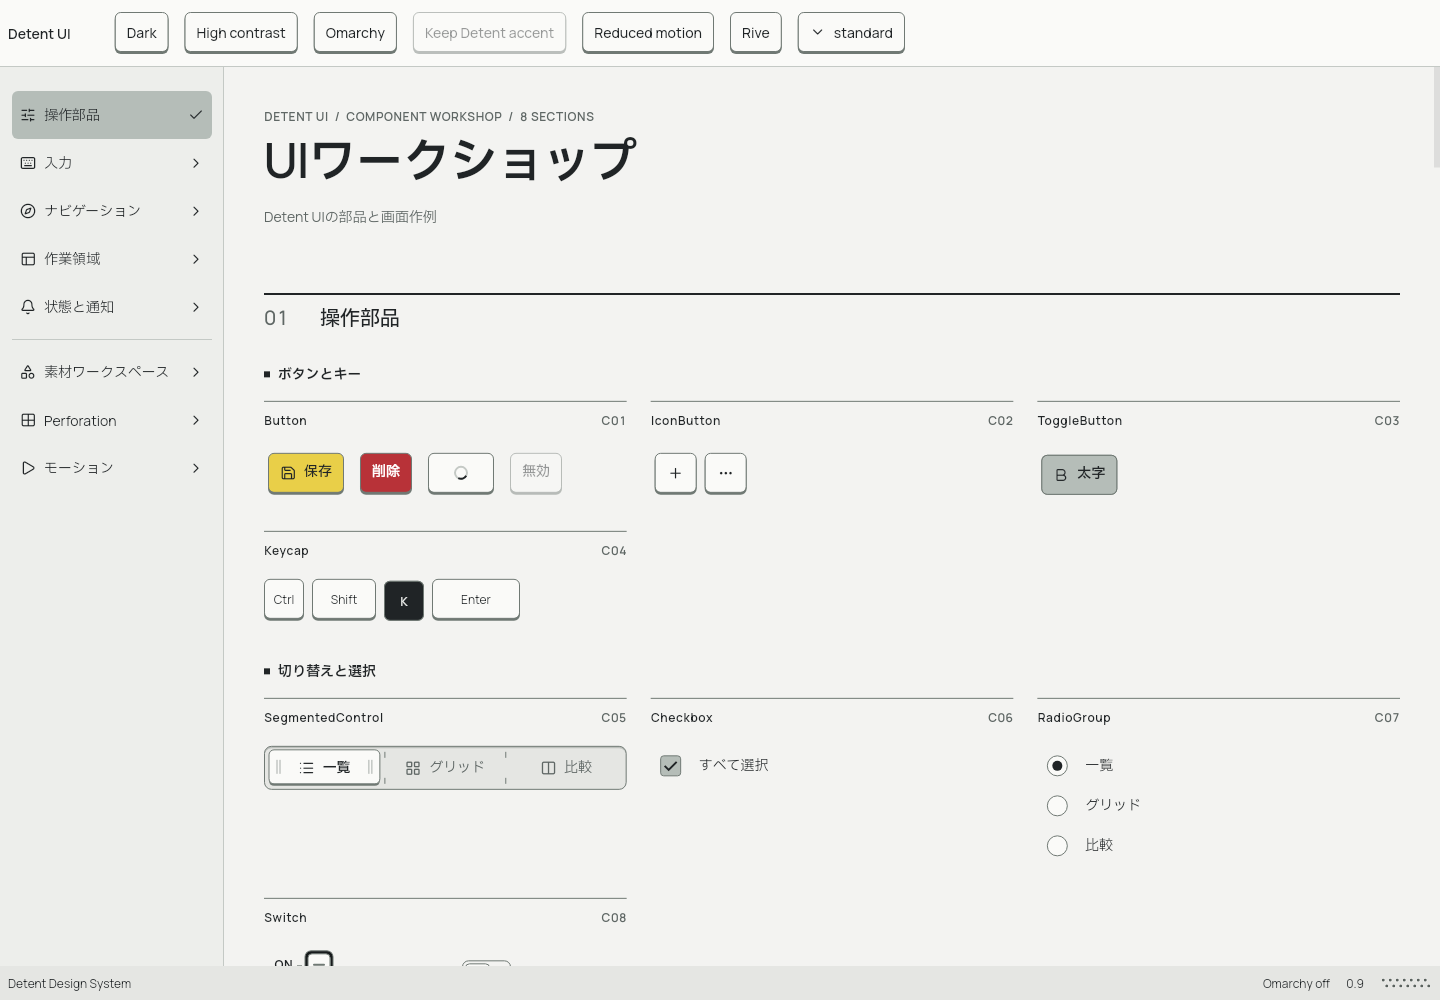 Detent UI
Dark
High contrast
Omarchy
Keep Detent accent
Reduced motion
Rive
standard
操作部品
入力
ナビゲーション
作業領域
状態と通知
素材ワークスペース
Perforation
モーション
DETENT UI / COMPONENT WORKSHOP / 8 SECTIONS
UIワークショップ
Detent UIの部品と画面作例
01 操作部品
ボタンとキー
Button C01
IconButton C02
ToggleButton C03
保存
削除
無効
太字
Keycap C04
Ctrl
Shift
K
Enter
切り替えと選択
SegmentedControl C05
Checkbox C06
RadioGroup C07
一覧
グリッド
比較
すべて選択
一覧
グリッド
比較
Switch C08
ON
Detent Design System
Omarchy off
0.9